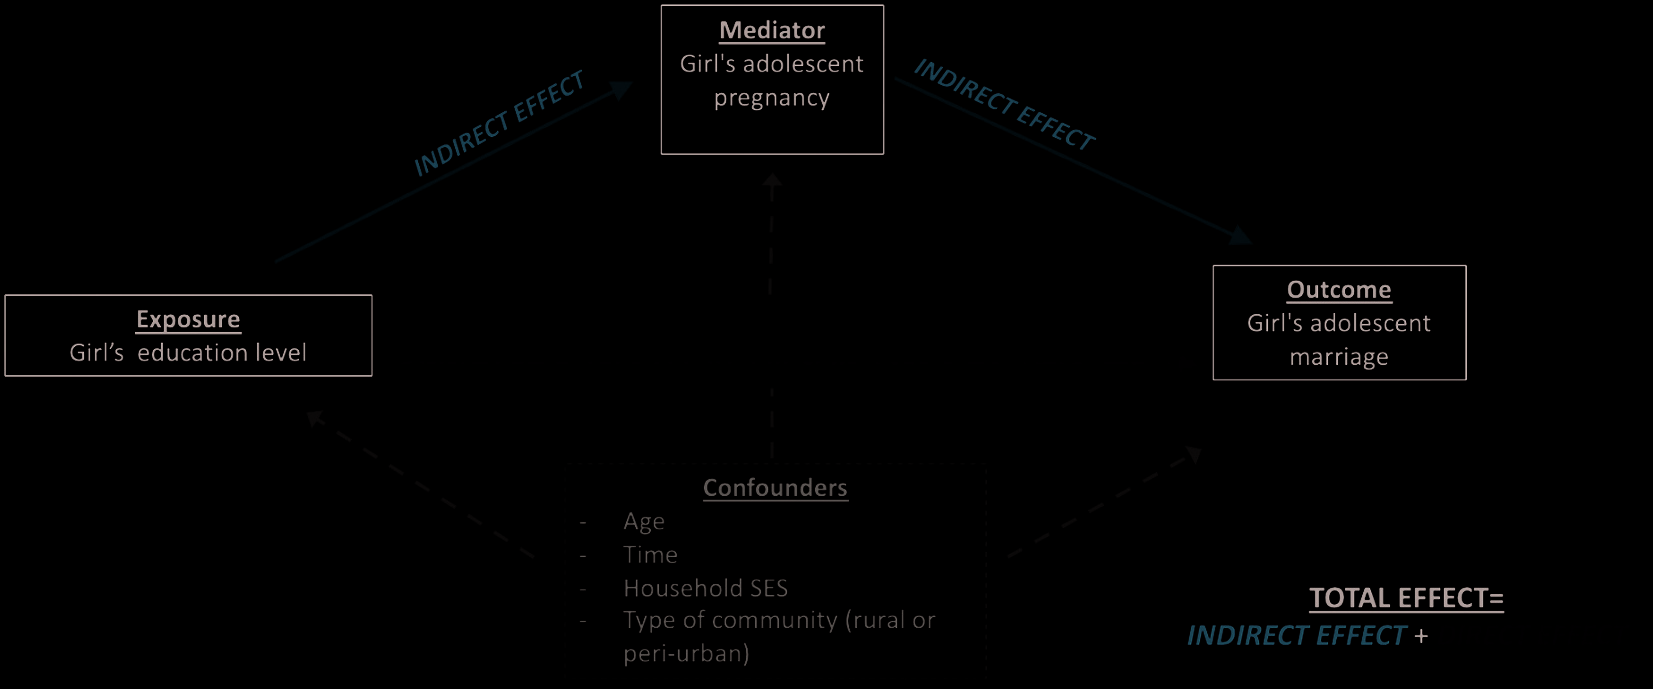 Mediator
Girl's adolescent
pregnancy
INDIRECT EFFECT
INDIRECT EFFECT
Exposure
Girl’s education level
Outcome
Girl's adolescent
marriage
Confounders
- Age
- Time
- Household SES
- Type of community (rural or
peri-urban)
TOTAL EFFECT=
INDIRECT EFFECT +